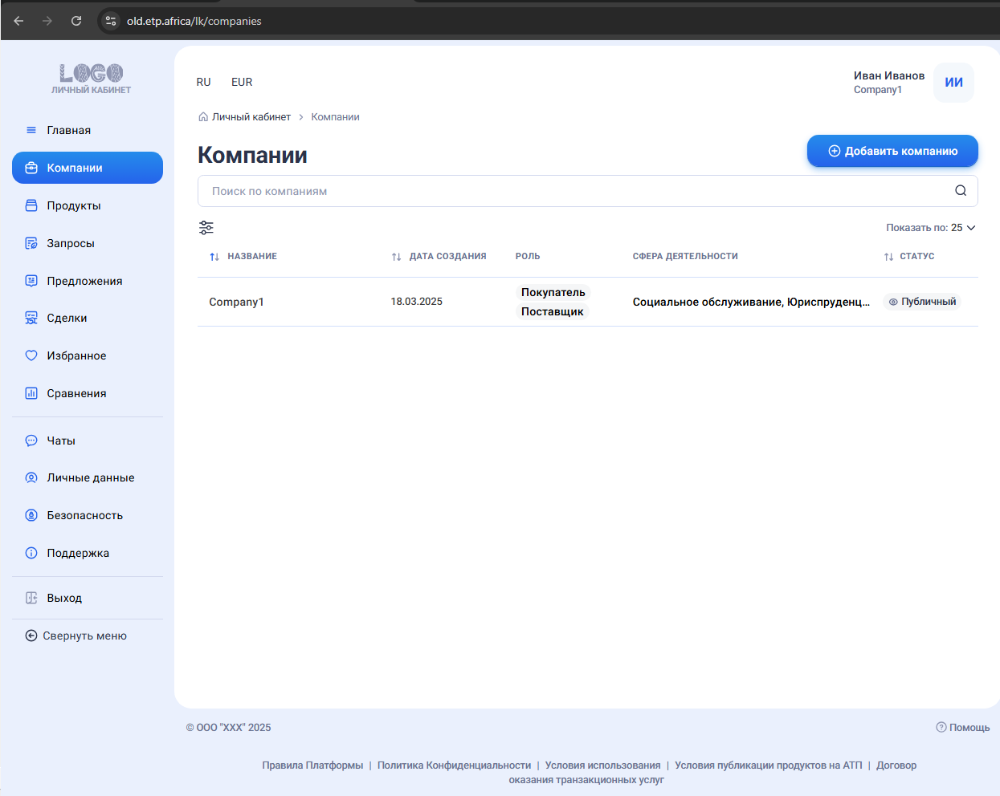 old.etp.africa/lk/companies
LOGO
ЛИЧНЫЙ КАБИНЕТ
Главная
Компании
Продукты
Запросы
Предложения
Сделки
Избранное
Сравнения
Чаты
Личные данные
Безопасность
Поддержка
Выход
Свернуть меню
RU EUR
Иван Иванов
Company1
ИИ
Личный кабинет > Компании
Компании
Добавить компанию
Поиск по компаниям
Показать по: 25
НАЗВАНИЕ ДАТА СОЗДАНИЯ РОЛЬ СФЕРА ДЕЯТЕЛЬНОСТИ СТАТУС
Company1 18.03.2025 Покупатель Социальное обслуживание, Юриспруденц... Публичный
Поставщик
© ООО "XXX" 2025
Помощь
Правила Платформы | Политика Конфиденциальности | Условия использования | Условия публикации продуктов на АТП | Договор
оказания транзакционных услуг